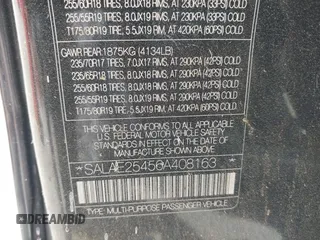 255/60R18 TIRES, 8.0JX18 RIMS, AT 230KPA (33PSI) COLD
255/55R19 TIRES, 8.0JX19 RIMS, AT 230KPA (33PSI) COLD
T175/80R19 TIRE, 5.5JX19 RIM, AT 420KPA (60PSI) COLD
GAWR REAR 1875KG (4134LB)
235/70R17 TIRES, 7.0JX17 RIMS, AT 290KPA (42PSI) COLD
235/65R18 TIRES, 8.0JX18 RIMS, AT 290KPA (42PSI) COLD
255/60R18 TIRES, 8.0JX18 RIMS, AT 290KPA (42PSI) COLD
255/55R19 TIRES, 8.0JX19 RIMS, AT 290KPA (42PSI) COLD
T175/80R19 TIRE, 5.5JX19 RIM, AT 420KPA (60PSI) COLD
THIS VEHICLE CONFORMS TO ALL APPLICABLE
U.S FEDERAL MOTOR VEHICLE
THEFT PREVENTION STANDARDS IN EFFECT ON THE
DATE OF MANUFACTURE SHOWN ABOVE
TYPE: MULTI-PURPOSE PASSENGER VEHICLE
DREAMBID